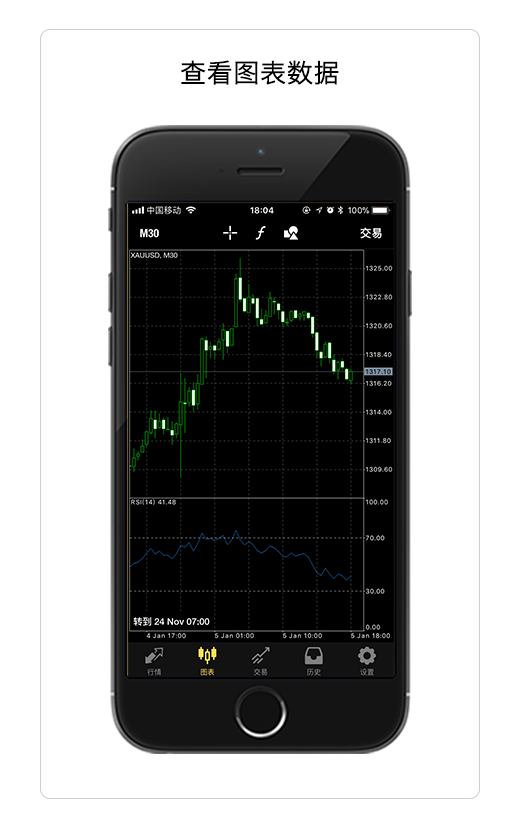 查看图表数据
中国移动 18:04 100%
M30 f 交易
XAUUSD, M30
1325.00
1322.80
1320.60
1318.40
1317.10
1316.20
1314.00
1311.80
1309.60
RSI(14) 41.48
100.00
70.00
30.00
转到 24 Nov 07:00
0.00
4 Jan 17:00 5 Jan 01:00 5 Jan 10:00 5 Jan 18:00
行情 图表 交易 历史 设置